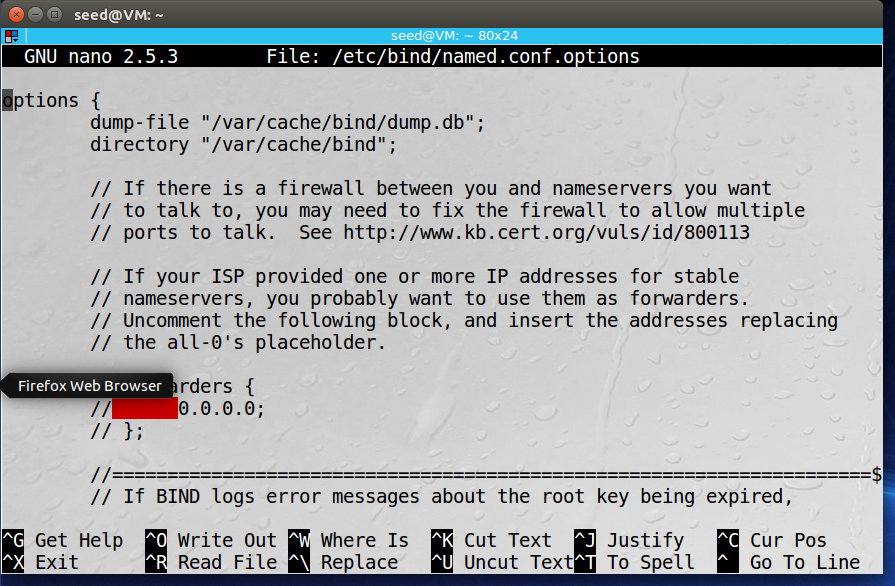 seed@VM: ~
seed@VM: ~ 80x24
GNU nano 2.5.3 File: /etc/bind/named.conf.options
options {
dump-file "/var/cache/bind/dump.db";
directory "/var/cache/bind";
// If there is a firewall between you and nameservers you want
// to talk to, you may need to fix the firewall to allow multiple
// ports to talk.  See http://www.kb.cert.org/vuls/id/800113
// If your ISP provided one or more IP addresses for stable
// nameservers, you probably want to use them as forwarders.
// Uncomment the following block, and insert the addresses replacing
// the all-0's placeholder.
Firefox Web Browser
arders {
// 0.0.0.0;
// };
//=====================================================================$
// If BIND logs error messages about the root key being expired,
^G Get Help ^O Write Out ^W Where Is ^K Cut Text ^J Justify ^C Cur Pos
^X Exit ^R Read File ^\ Replace ^U Uncut Text ^T To Spell ^_ Go To Line